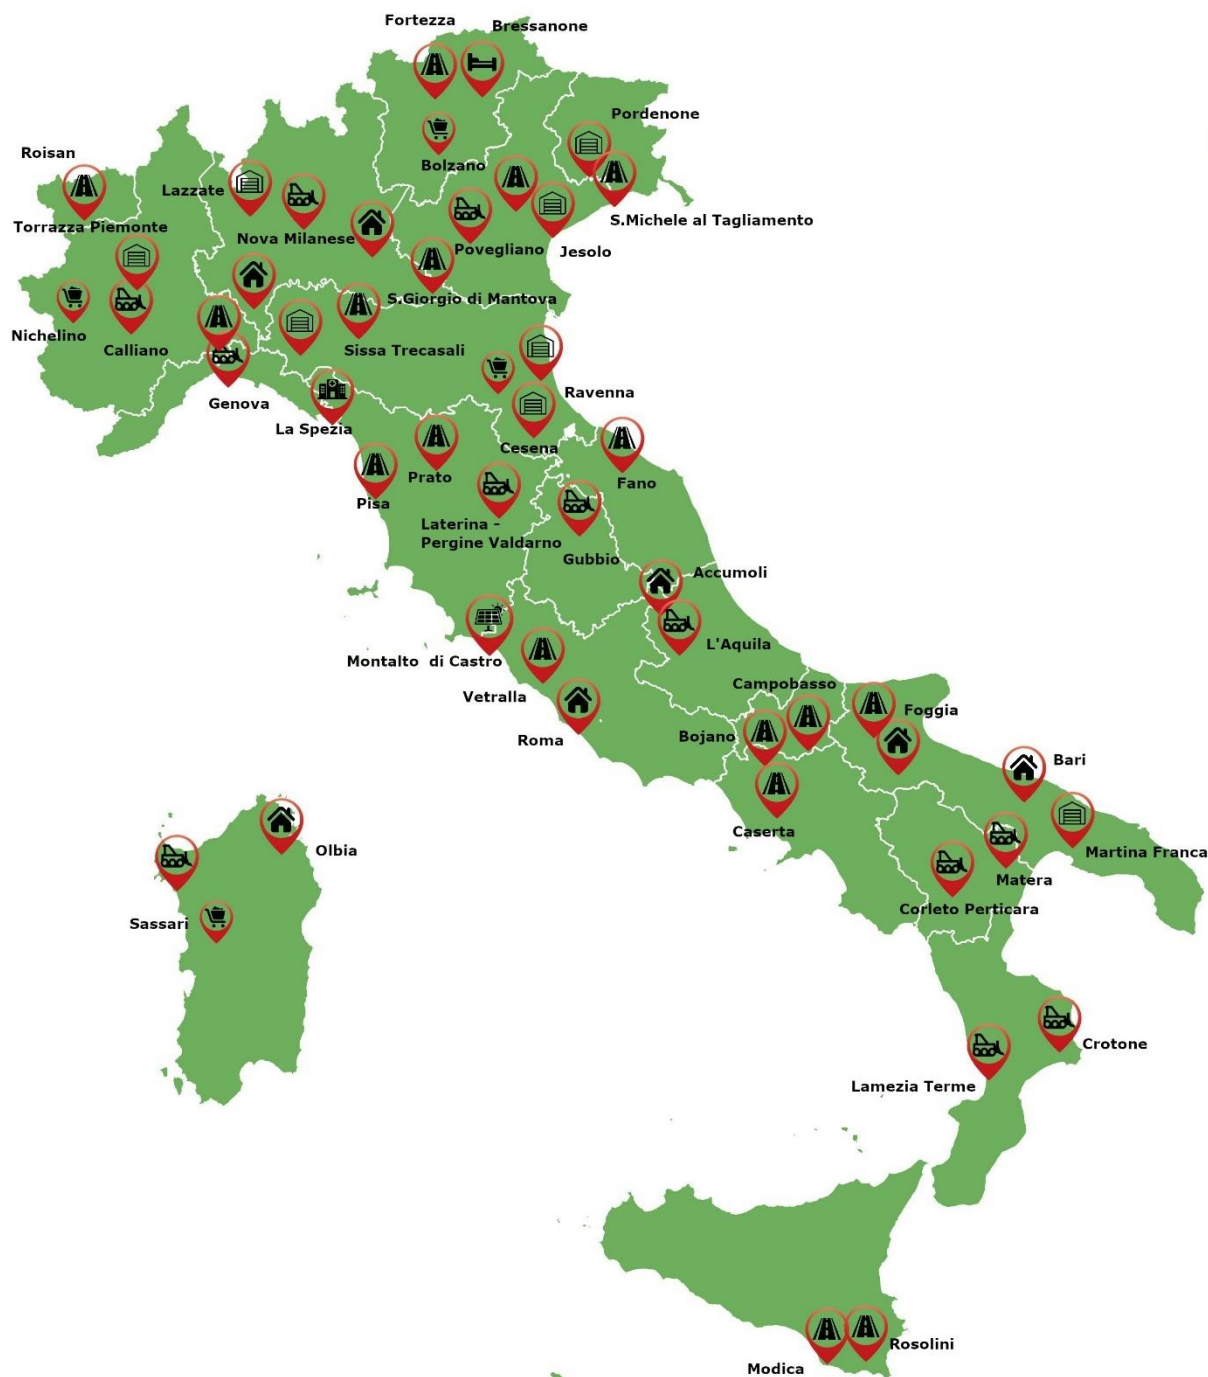 Fortezza
Bressanone
Pordenone
Roisan
Bolzano
Lazzate
S.Michele al Tagliamento
Torrazza Piemonte
Nova Milanese
Povegliano
Jesolo
S.Giorgio di Mantova
Nichelino
Calliano
Sissa Trecasali
Genova
Ravenna
La Spezia
Cesena
Prato
Fano
Pisa
Laterina -
Pergine Valdarno
Gubbio
Accumoli
L'Aquila
Montalto di Castro
Campobasso
Vetralla
Foggia
Roma
Bojano
Bari
Caserta
Olbia
Martina Franca
Matera
Corleto Perticara
Sassari
Crotone
Lamezia Terme
Rosolini
Modica